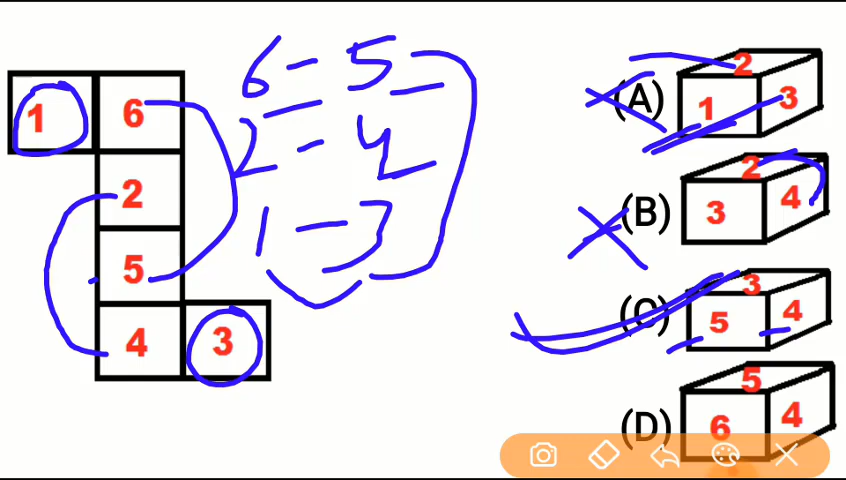 1 6
2
5
4 3
6 - 5
2 - 4
1 - 3
(A) 2 1 3
(B) 2 3 4
(C) 3 5 4
(D) 5 6 4